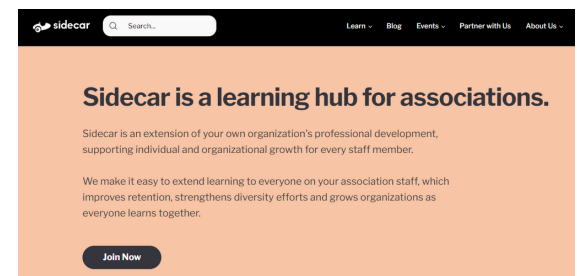 sidecar Search... Learn Blog Events Partner with Us About Us
Sidecar is a learning hub for associations.
Sidecar is an extension of your own organization's professional development,
supporting individual and organizational growth for every staff member.
We make it easy to extend learning to everyone on your association staff, which
improves retention, strengthens diversity efforts and grows organizations as
everyone learns together.
Join Now